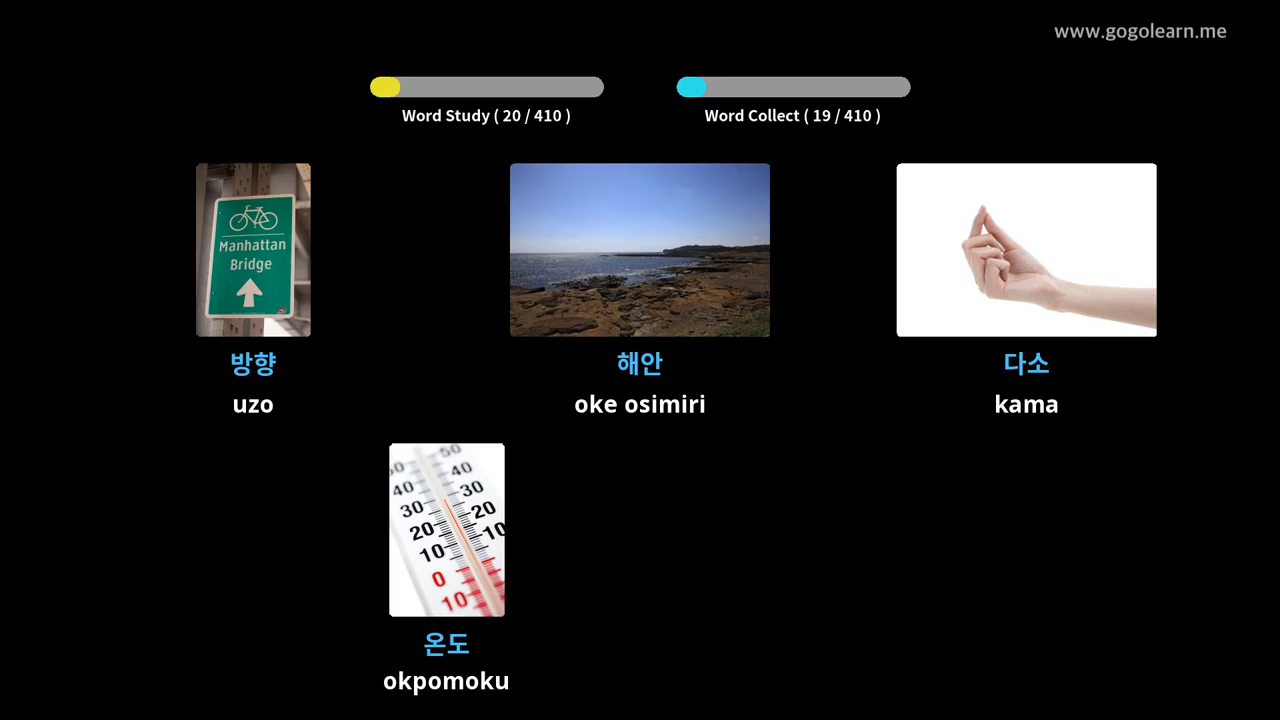 www.gogolearn.me
Word Study ( 20 / 410 )
Word Collect ( 19 / 410 )
Manhattan
Bridge
방향
uzo
해안
oke osimiri
다소
kama
50
40
30
20
10
0
10
50
40
30
20
10
온도
okpomoku